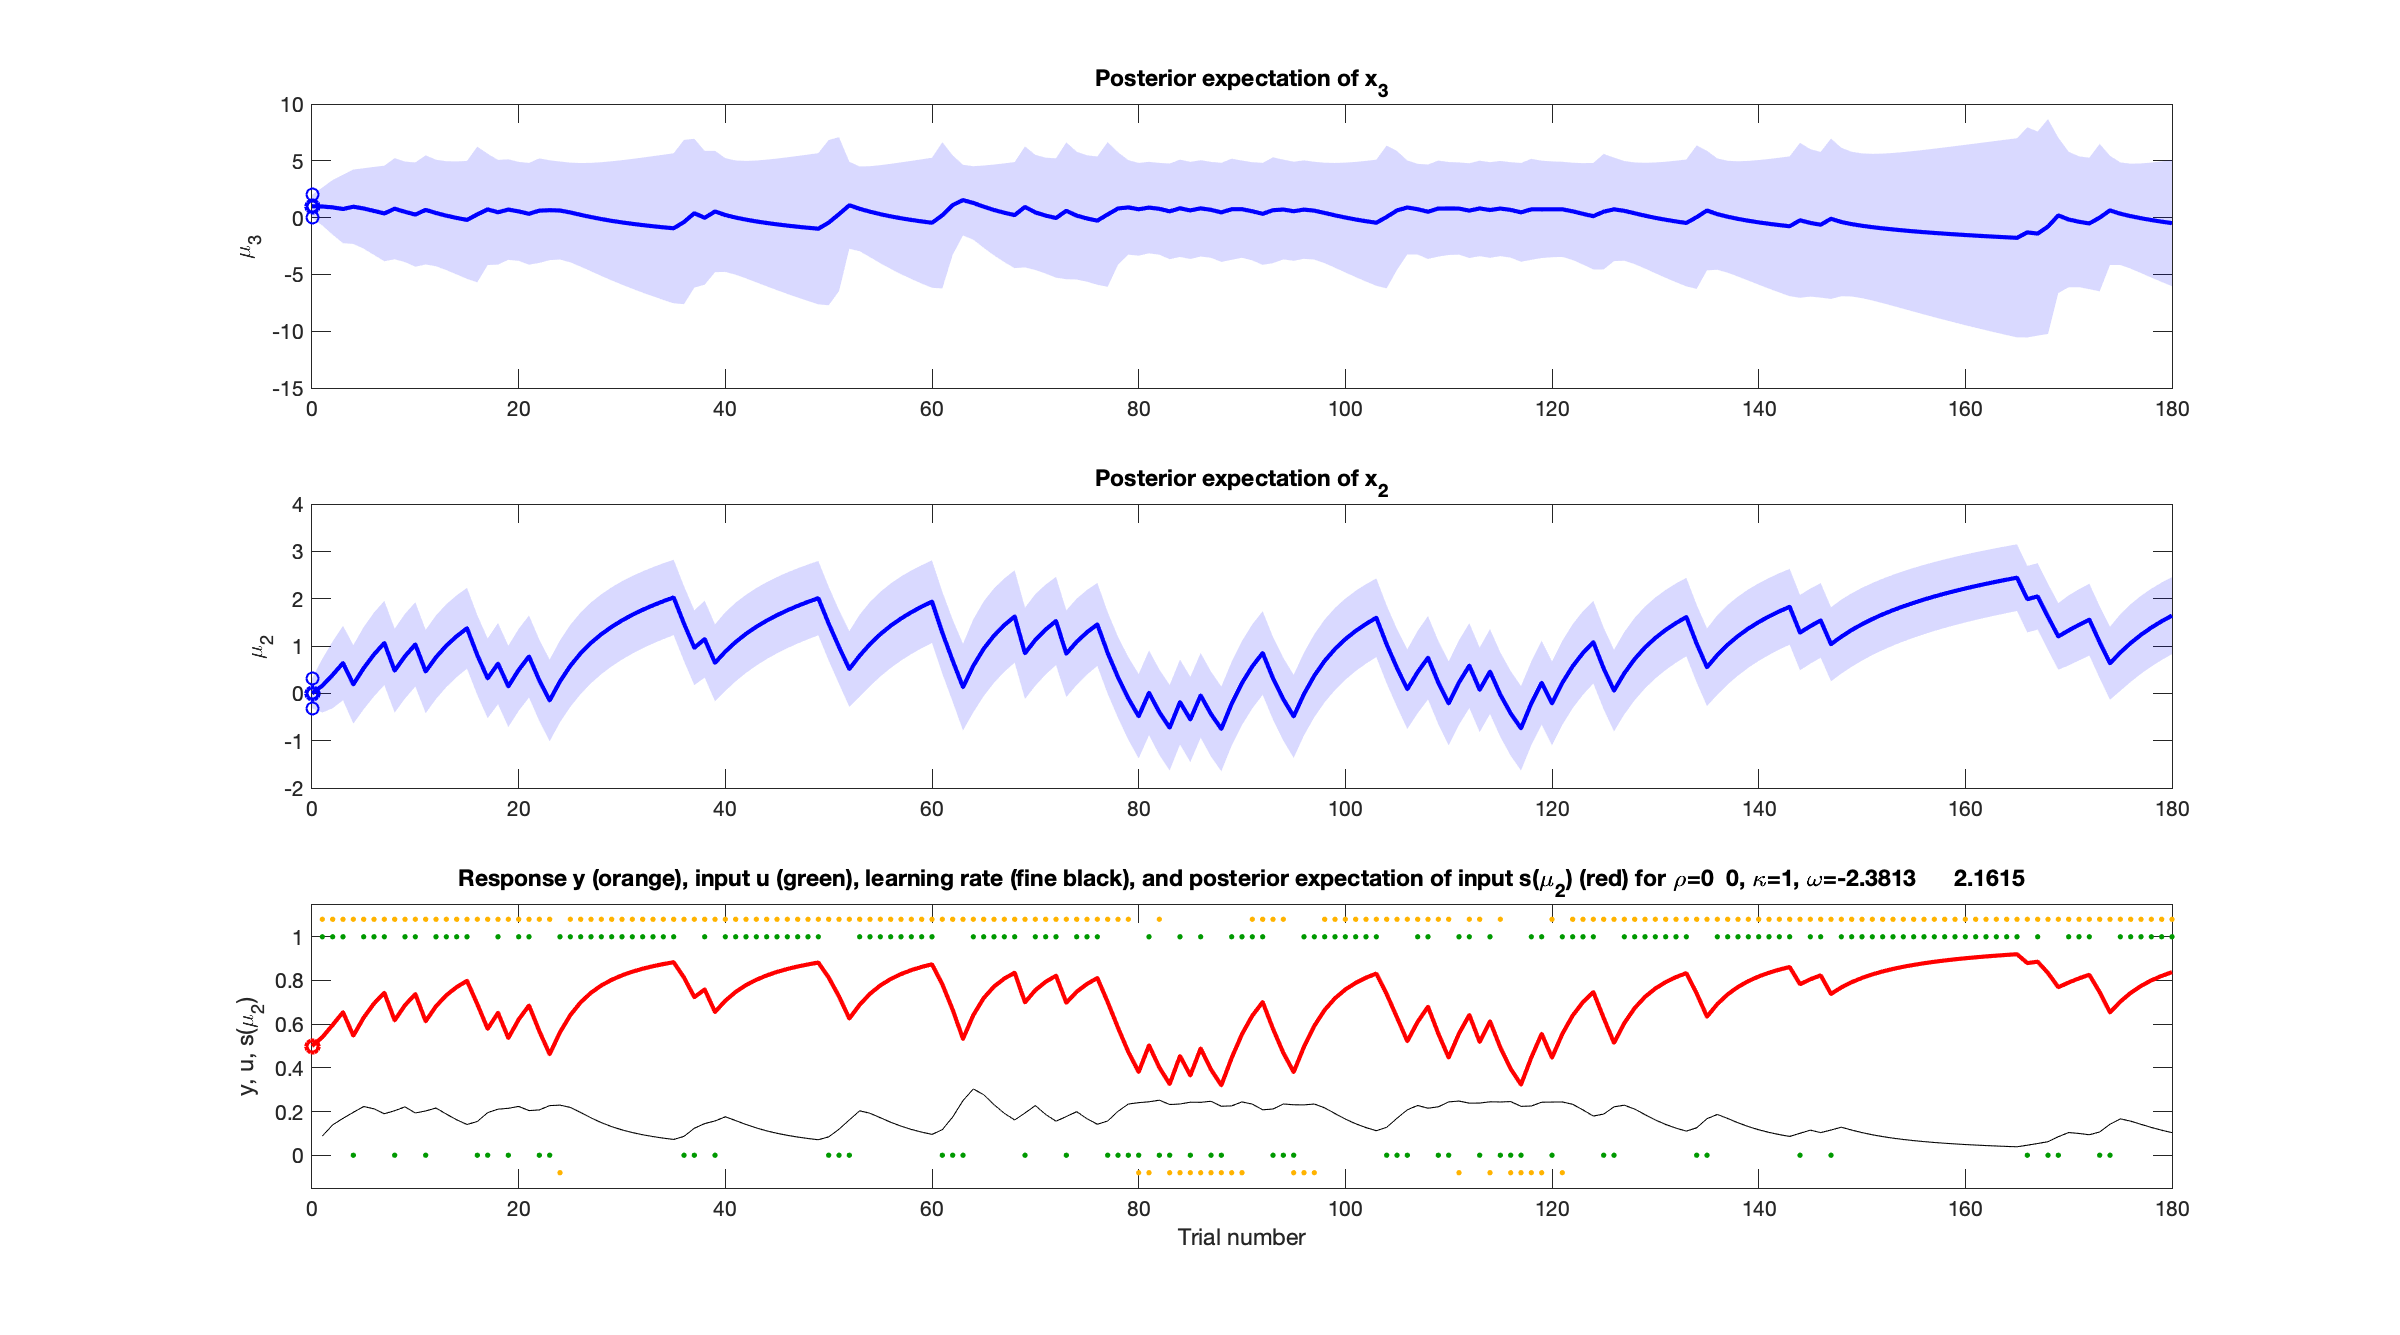 Posterior expectation of x3
10
5
0
-5
-10
-15
μ3
0 20 40 60 80 100 120 140 160 180
Posterior expectation of x2
4
3
2
1
0
-1
-2
μ2
0 20 40 60 80 100 120 140 160 180
Response y (orange), input u (green), learning rate (fine black), and posterior expectation of input s(μ2) (red) for ρ=0 0, κ=1, ω=-2.3813 2.1615
1
0.8
0.6
0.4
0.2
0
y, u, s(μ2)
0 20 40 60 80 100 120 140 160 180
Trial number